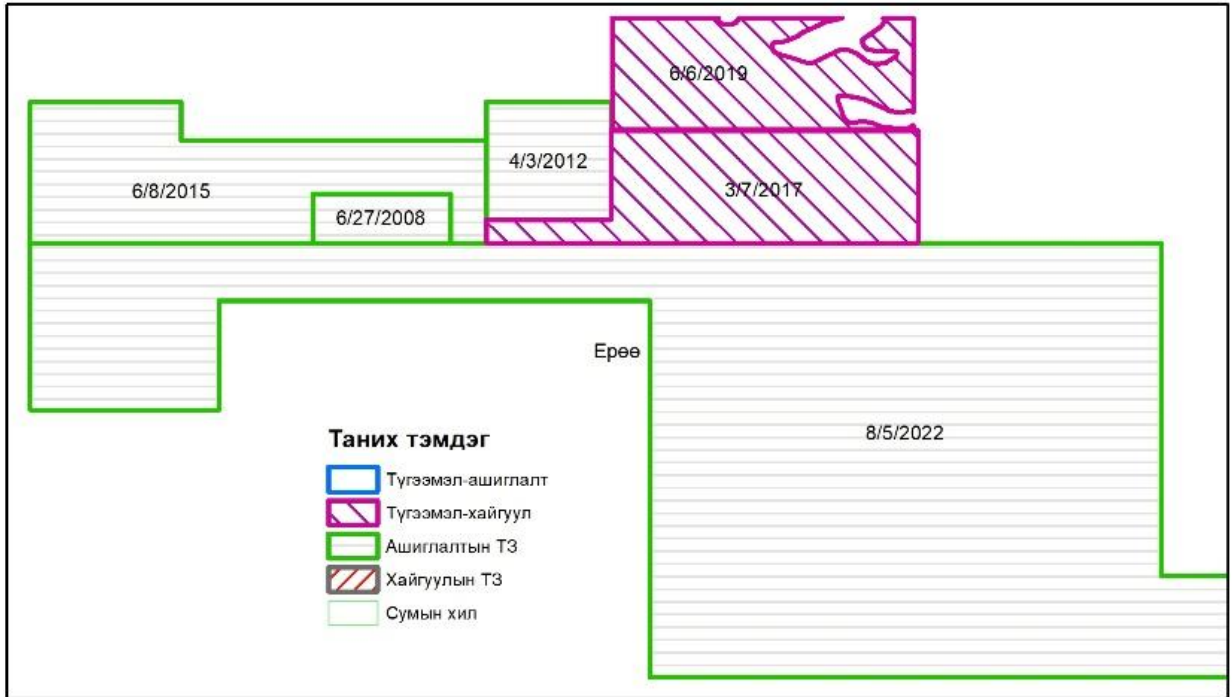 6/6/2019
4/3/2012
6/8/2015
3/7/2017
6/27/2008
Ерөө
8/5/2022
Таних тэмдэг
Түгээмэл-ашиглалт
Түгээмэл-хайгуул
Ашиглалтын ТЗ
Хайгуулын ТЗ
Сумын хил